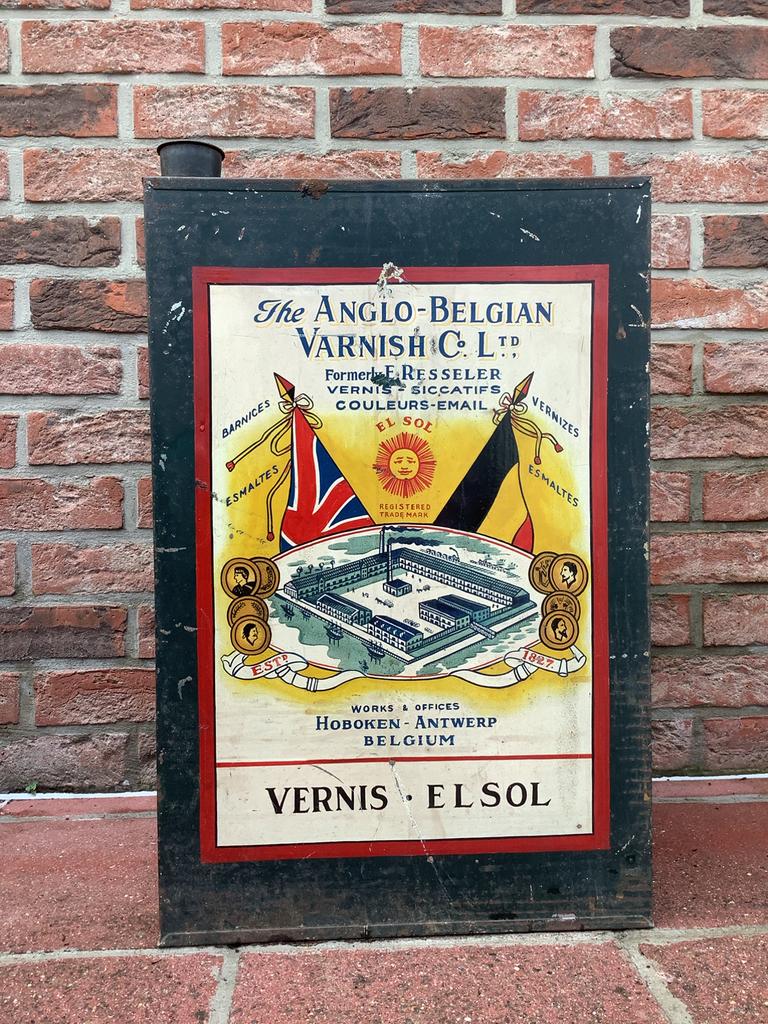 The ANGLO-BELGIAN
VARNISH Co. LTD,
Formerly E. RESSELER
VERNIS - SICCATIFS
COULEURS-EMAIL
BARNICES
ESMALTES
EL SOL
REGISTERED
TRADE MARK
VERNIZES
ESMALTES
ESTD
1827.
WORKS & OFFICES
HOBOKEN - ANTWERP
BELGIUM
VERNIS · ELSOL